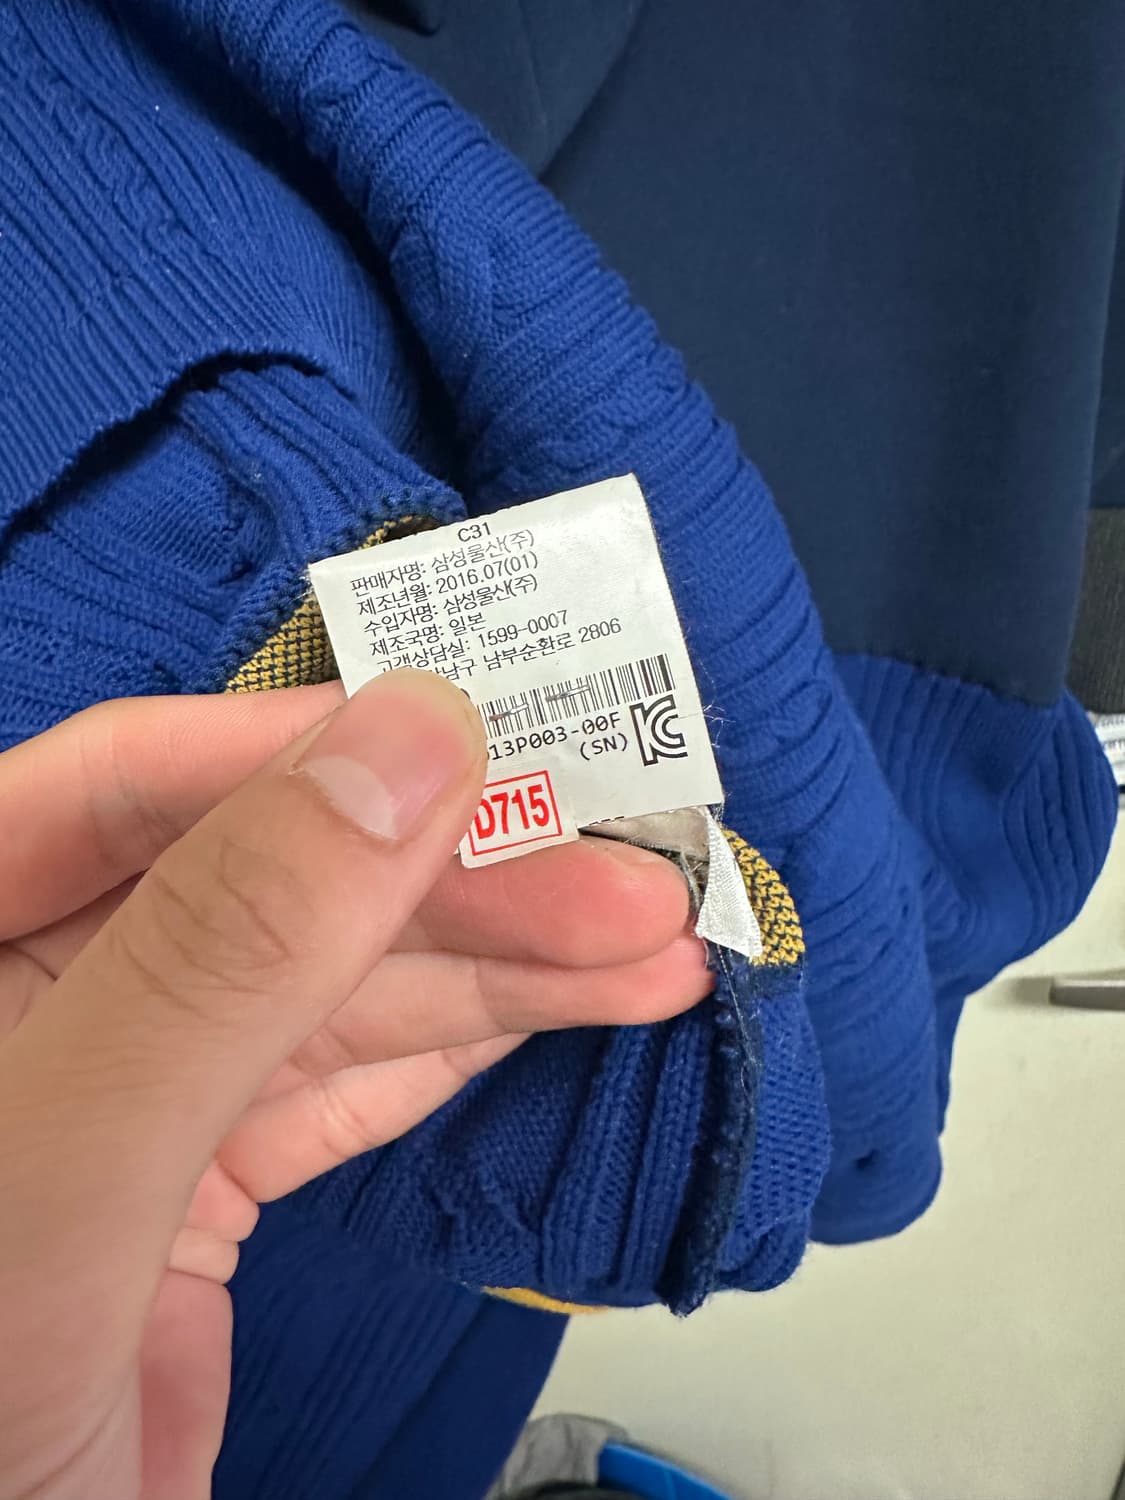 C31
판매자명: 삼성물산(주)
제조년월: 2016.07(01)
수입자명: 삼성물산(주)
제조국명: 일본
고객상담실: 1599-0007
남부순환로 2806
13P003-00F
(SN)
D715